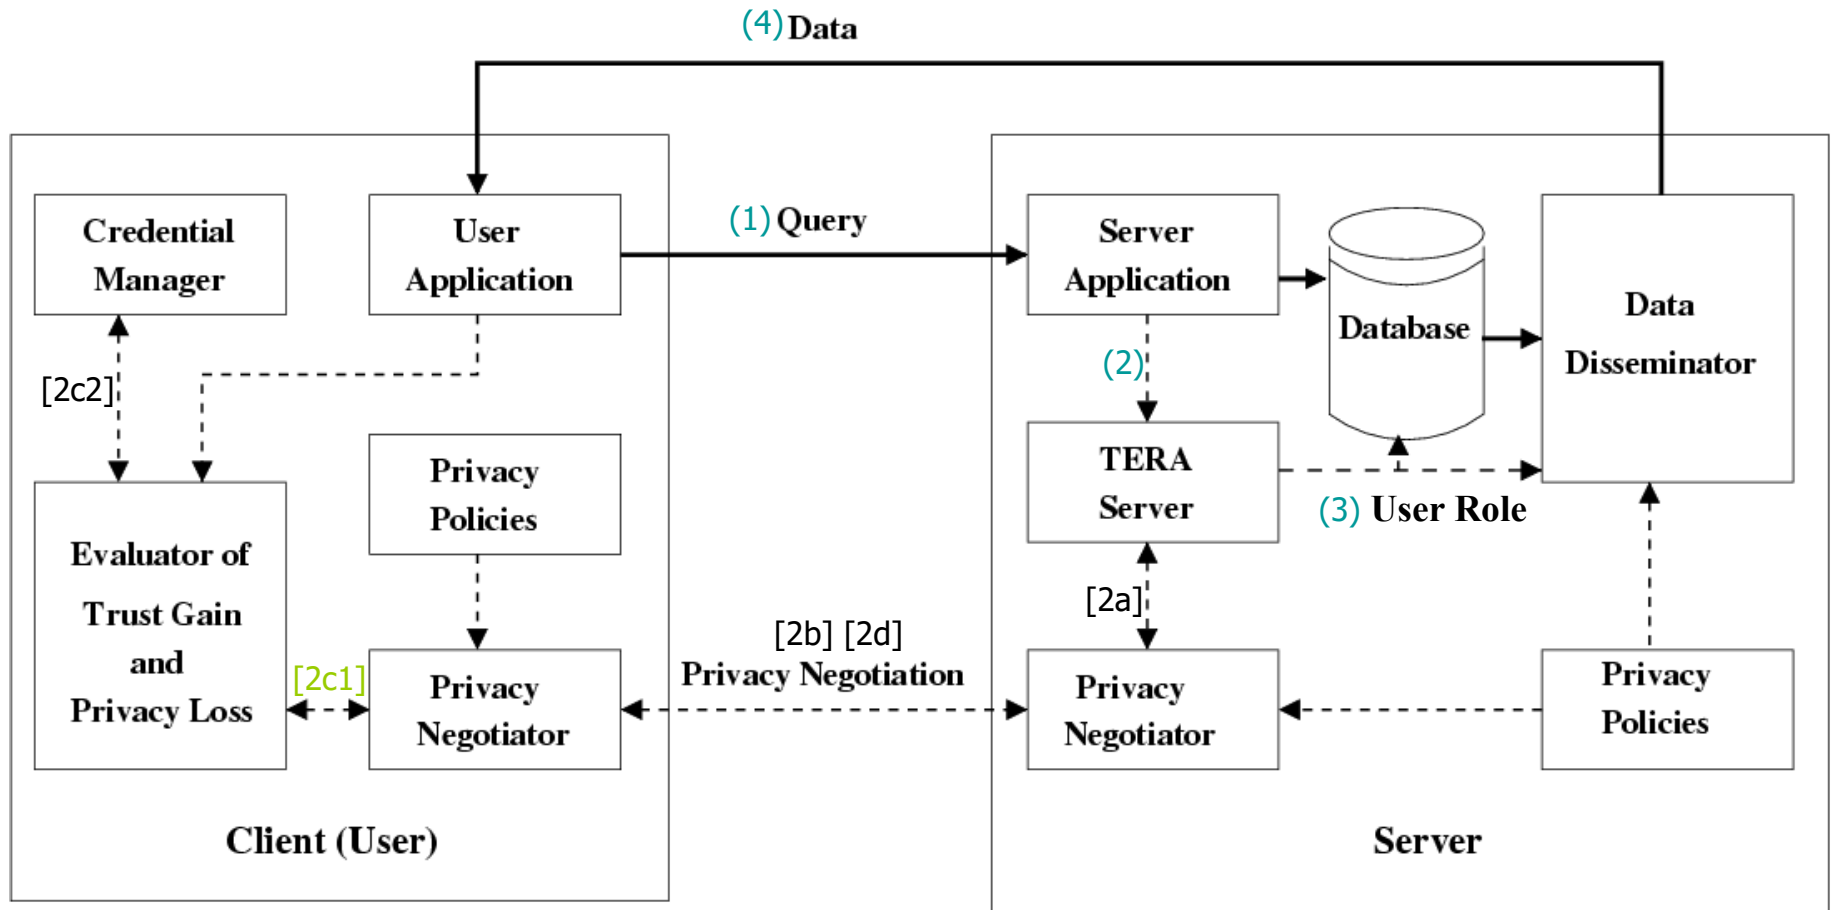 (4) Data
Credential
Manager
User
Application
(1) Query
Server
Application
Database
Data
Disseminator
[2c2]
(2)
Privacy
Policies
TERA
Server
(3) User Role
Evaluator of
Trust Gain
and
Privacy Loss
[2c1]
Privacy
Negotiator
[2b] [2d]
Privacy Negotiation
[2a]
Privacy
Negotiator
Privacy
Policies
Client (User)
Server